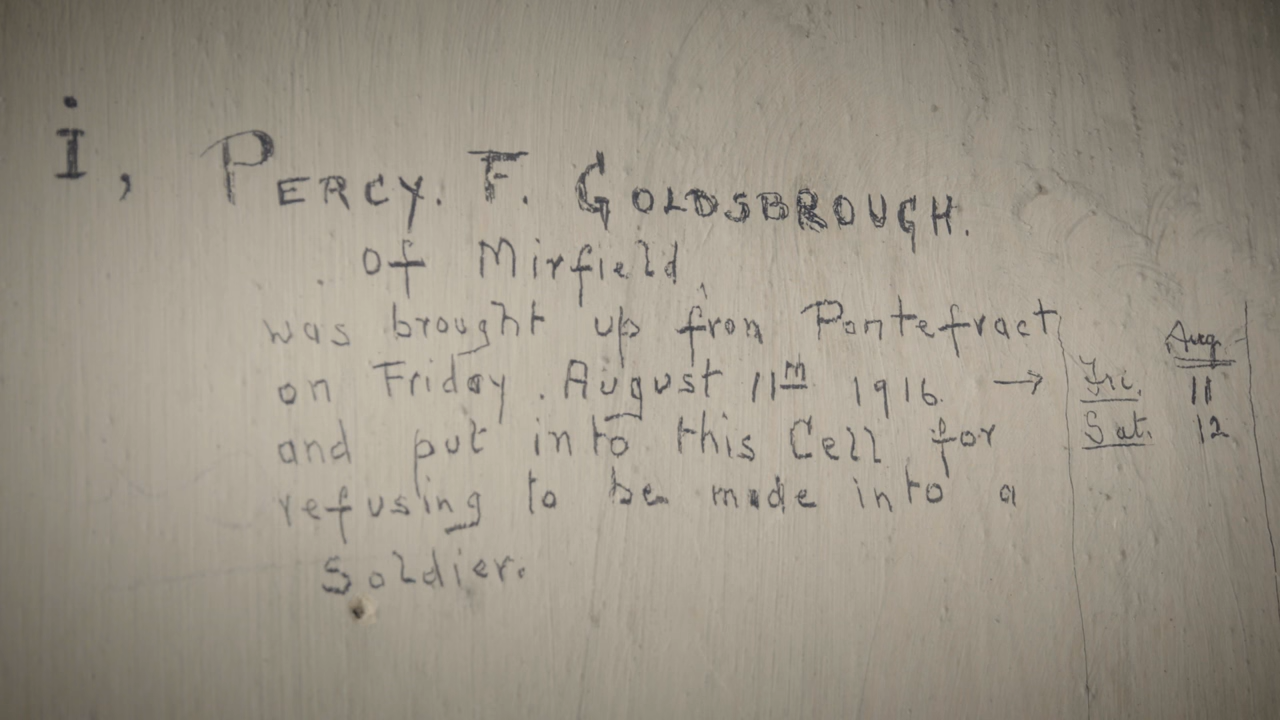 i, PERCY. F. GOLDSBROUGH.
of Mirfield,
was brought up from Pontefract
on Friday. August 11th 1916 →
and put into this Cell for
refusing to be made into a
Soldier.
Aug.
Fri. 11
Sat. 12